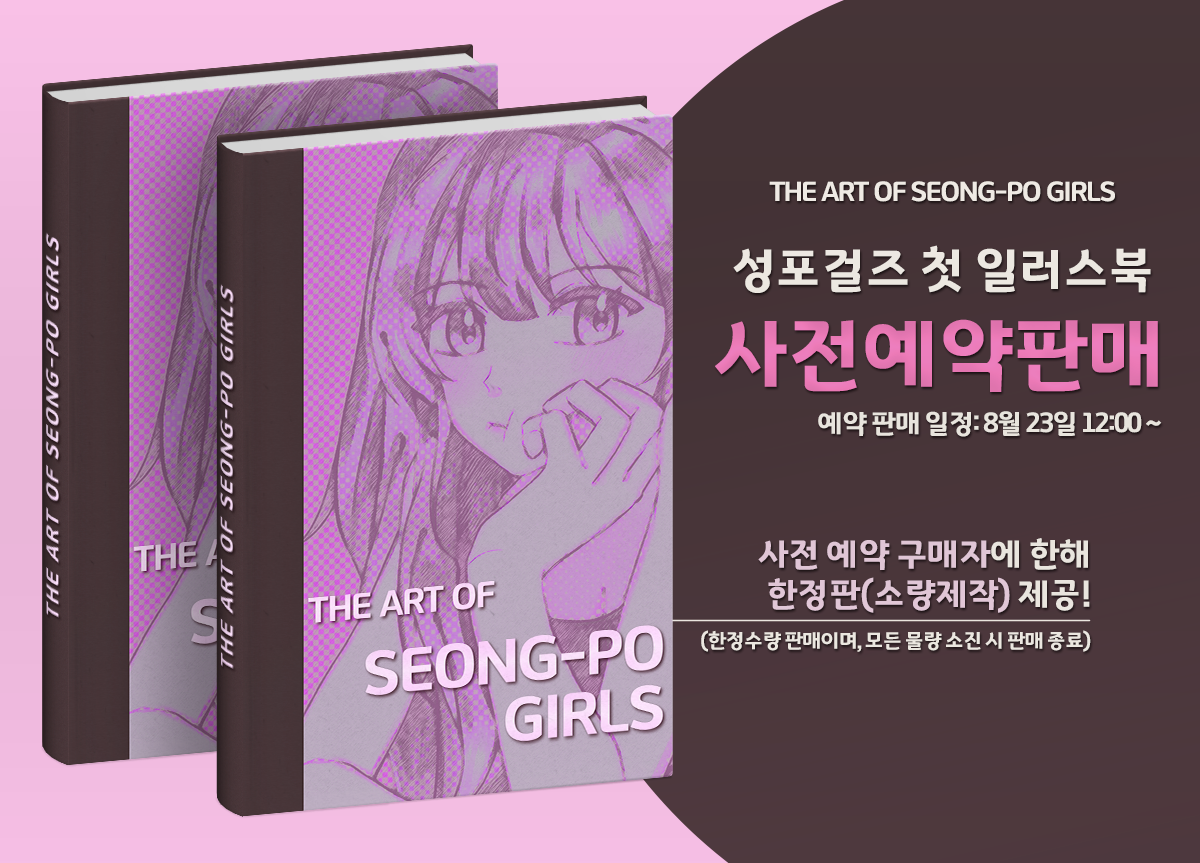 THE ART OF SEONG-PO GIRLS
THE A
S
THE ART OF SEONG-PO GIRLS
THE ART OF
SEONG-PO
GIRLS
THE ART OF SEONG-PO GIRLS
성포걸즈 첫 일러스북
사전예약판매
예약 판매 일정: 8월 23일 12:00 ~
사전 예약 구매자에 한해
한정판(소량제작) 제공!
(한정수량 판매이며, 모든 물량 소진 시 판매 종료)